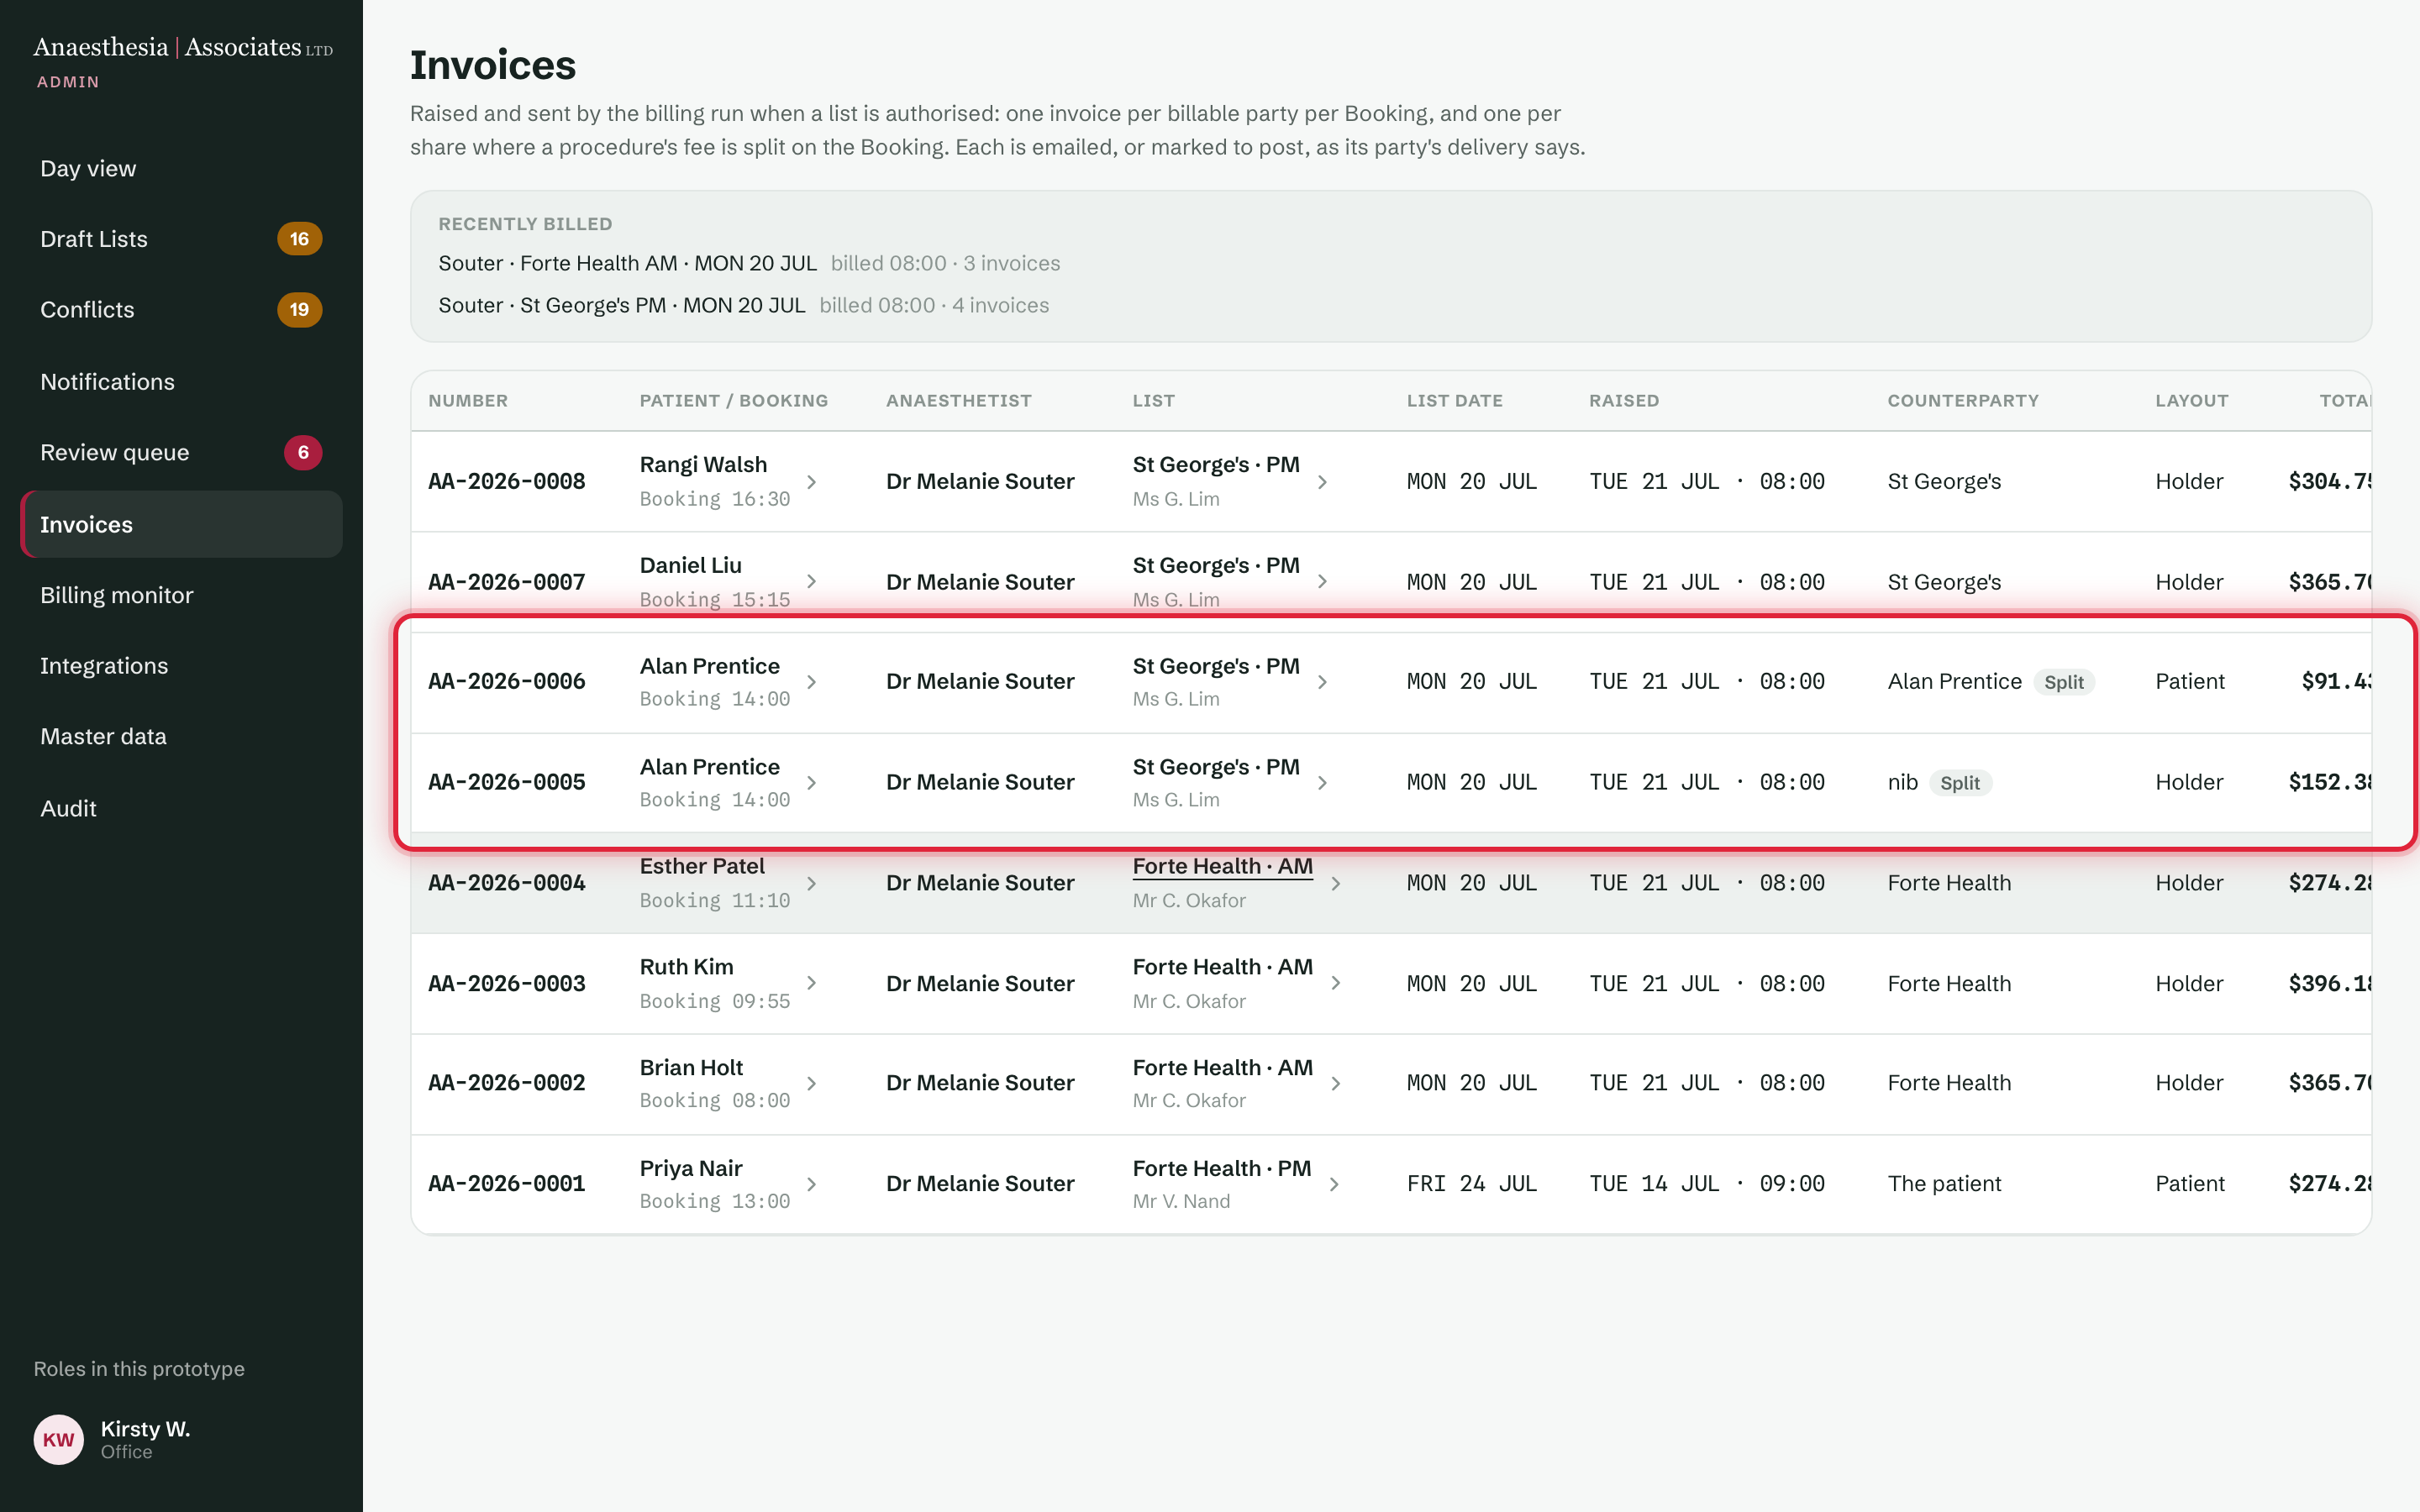 Anaesthesia | Associates LTD
ADMIN
Day view
Draft Lists 16
Conflicts 19
Notifications
Review queue 6
Invoices
Billing monitor
Integrations
Master data
Audit
Roles in this prototype
KW Kirsty W.
Office
Invoices
Raised and sent by the billing run when a list is authorised: one invoice per billable party per Booking, and one per
share where a procedure's fee is split on the Booking. Each is emailed, or marked to post, as its party's delivery says.
RECENTLY BILLED
Souter · Forte Health AM · MON 20 JUL billed 08:00 · 3 invoices
Souter · St George's PM · MON 20 JUL billed 08:00 · 4 invoices
NUMBER PATIENT / BOOKING ANAESTHETIST LIST LIST DATE RAISED COUNTERPARTY LAYOUT TOTA
AA-2026-0008 Rangi Walsh Dr Melanie Souter St George's · PM MON 20 JUL TUE 21 JUL · 08:00 St George's Holder $304.75
Booking 16:30 Ms G. Lim
AA-2026-0007 Daniel Liu Dr Melanie Souter St George's · PM MON 20 JUL TUE 21 JUL · 08:00 St George's Holder $365.70
Booking 15:15 Ms G. Lim
AA-2026-0006 Alan Prentice Dr Melanie Souter St George's · PM MON 20 JUL TUE 21 JUL · 08:00 Alan Prentice Split Patient $91.43
Booking 14:00 Ms G. Lim
AA-2026-0005 Alan Prentice Dr Melanie Souter St George's · PM MON 20 JUL TUE 21 JUL · 08:00 nib Split Holder $152.38
Booking 14:00 Ms G. Lim
AA-2026-0004 Esther Patel Dr Melanie Souter Forte Health · AM MON 20 JUL TUE 21 JUL · 08:00 Forte Health Holder $274.28
Booking 11:10 Mr C. Okafor
AA-2026-0003 Ruth Kim Dr Melanie Souter Forte Health · AM MON 20 JUL TUE 21 JUL · 08:00 Forte Health Holder $396.18
Booking 09:55 Mr C. Okafor
AA-2026-0002 Brian Holt Dr Melanie Souter Forte Health · AM MON 20 JUL TUE 21 JUL · 08:00 Forte Health Holder $365.70
Booking 08:00 Mr C. Okafor
AA-2026-0001 Priya Nair Dr Melanie Souter Forte Health · PM FRI 24 JUL TUE 14 JUL · 09:00 The patient Patient $274.28
Booking 13:00 Mr V. Nand